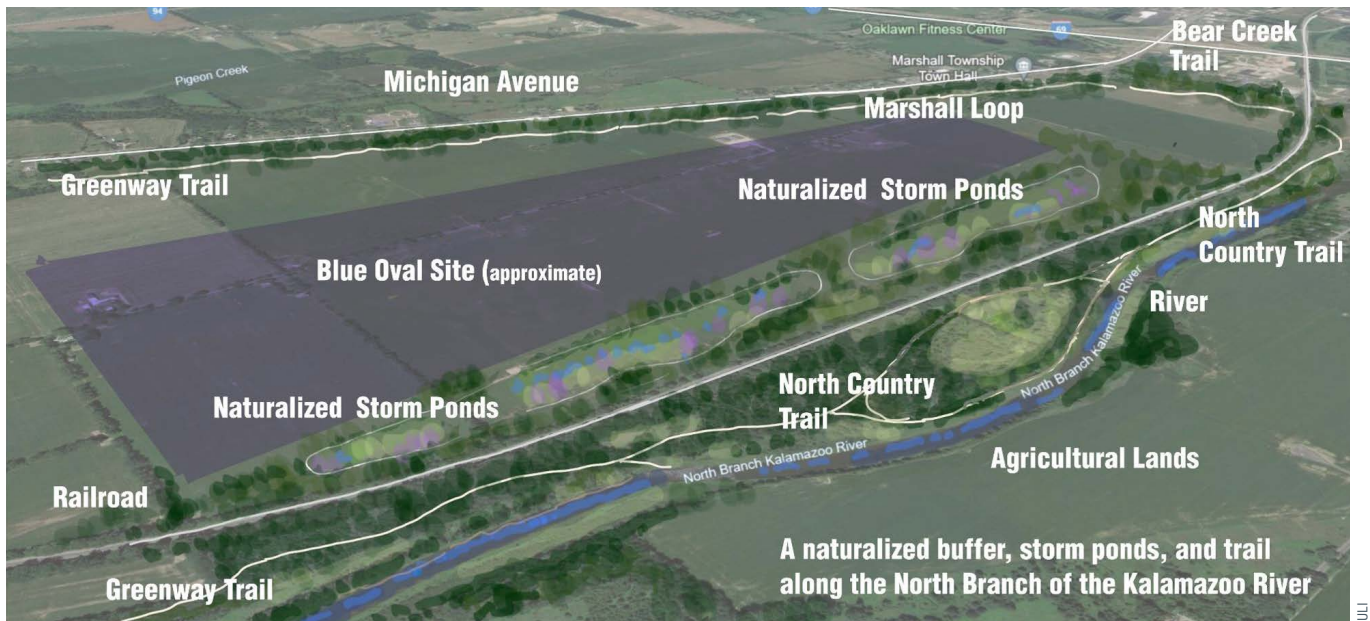 94
69
Oaklawn Fitness Center
Bear Creek
Trail
Pigeon Creek
Michigan Avenue
Marshall Township
Town Hall
Marshall Loop
Greenway Trail
Naturalized Storm Ponds
North
Country Trail
Blue Oval Site (approximate)
River
North Branch Kalamazoo River
North Country
Trail
Naturalized Storm Ponds
North Branch Kalamazoo River
Agricultural Lands
Railroad
A naturalized buffer, storm ponds, and trail
along the North Branch of the Kalamazoo River
Greenway Trail
ULI